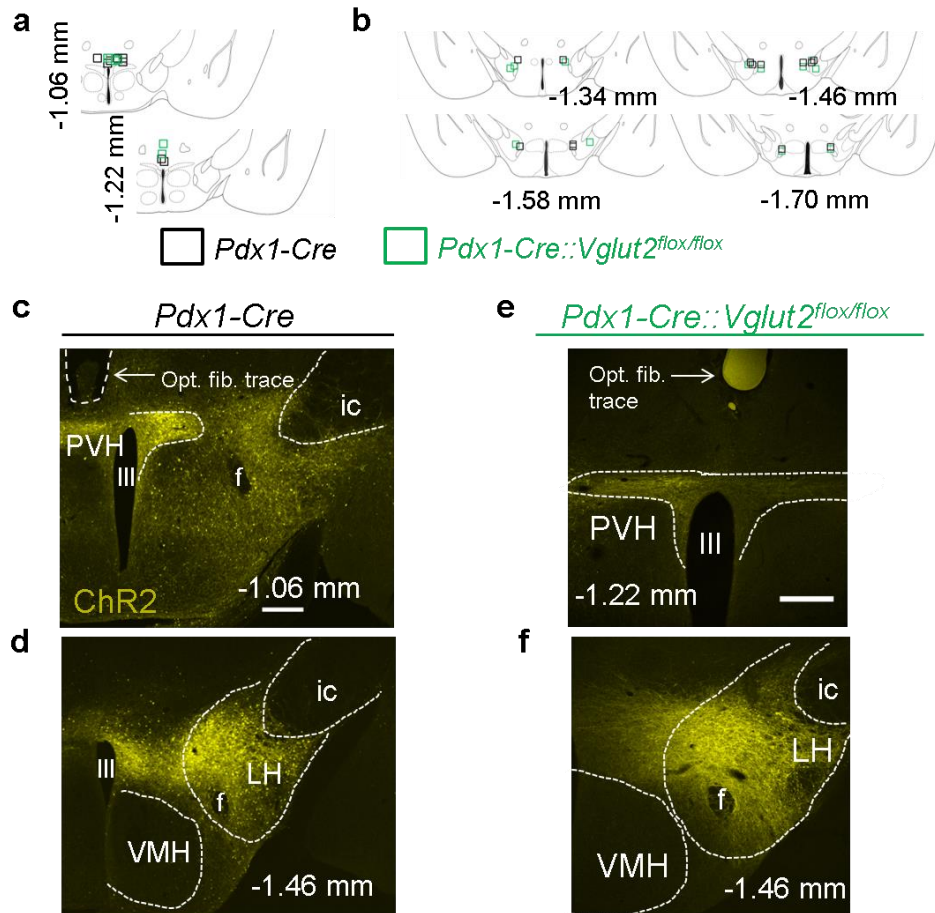 a
b
-1.06 mm
-1.34 mm
-1.46 mm
-1.22 mm
-1.58 mm
-1.70 mm
Pdx1-Cre
Pdx1-Cre::Vglut2flox/flox
c
Pdx1-Cre
e
Pdx1-Cre::Vglut2flox/flox
Opt. fib. trace
ic
PVH
III
f
ChR2
-1.06 mm
Opt. fib.
trace
PVH
III
-1.22 mm
d
ic
III
LH
f
VMH
-1.46 mm
f
ic
LH
f
VMH
-1.46 mm